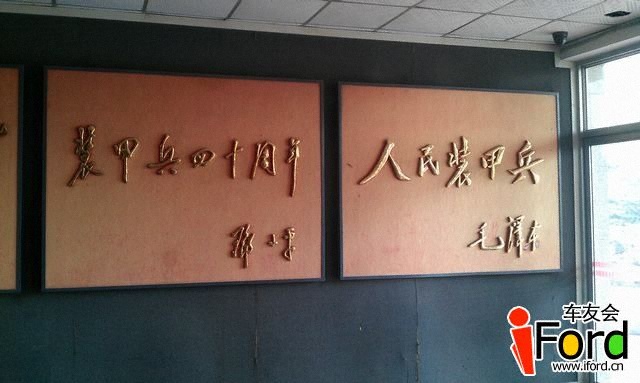 装甲兵四十周年
邓小平
人民装甲兵
毛泽东
车友会
iFord
www.iford.cn